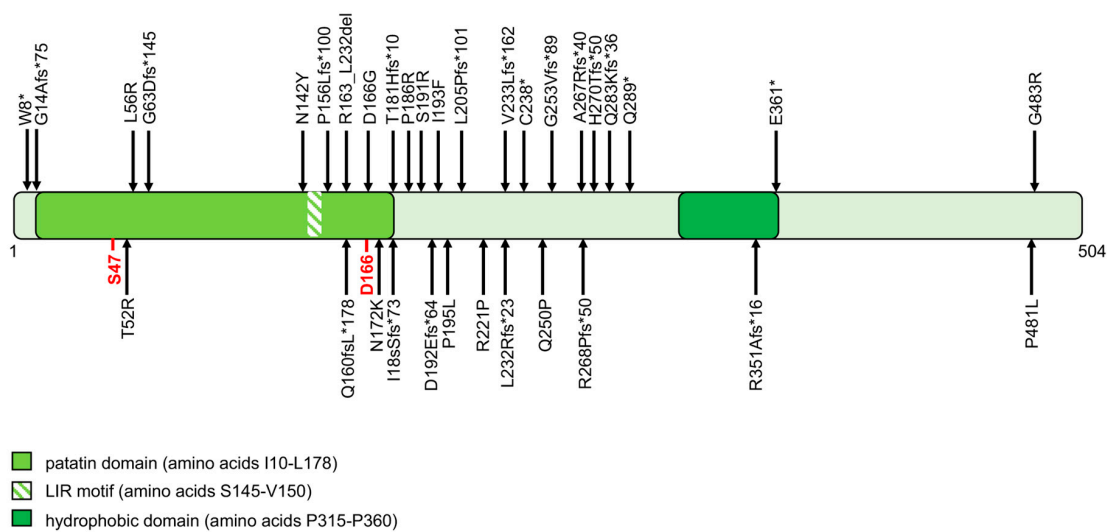 W8*
G14Afs*75
L56R
G63Dfs*145
N142Y
P156Lfs*100
R163_L232del
D166G
T181Hfs*10
P186R
S191R
I193F
L205Pfs*101
V233Lfs*162
C238*
G253Vfs*89
A267Rfs*40
H270Tfs*50
Q283Kfs*36
Q289*
E361*
G483R
1
504
S47
T52R
Q160fsL*178
D166
N172K
I18sSfs*73
D192Efs*64
P195L
R221P
L232Rfs*23
Q250P
R268Pfs*50
R351Afs*16
P481L
patatin domain (amino acids I10-L178)
LIR motif (amino acids S145-V150)
hydrophobic domain (amino acids P315-P360)